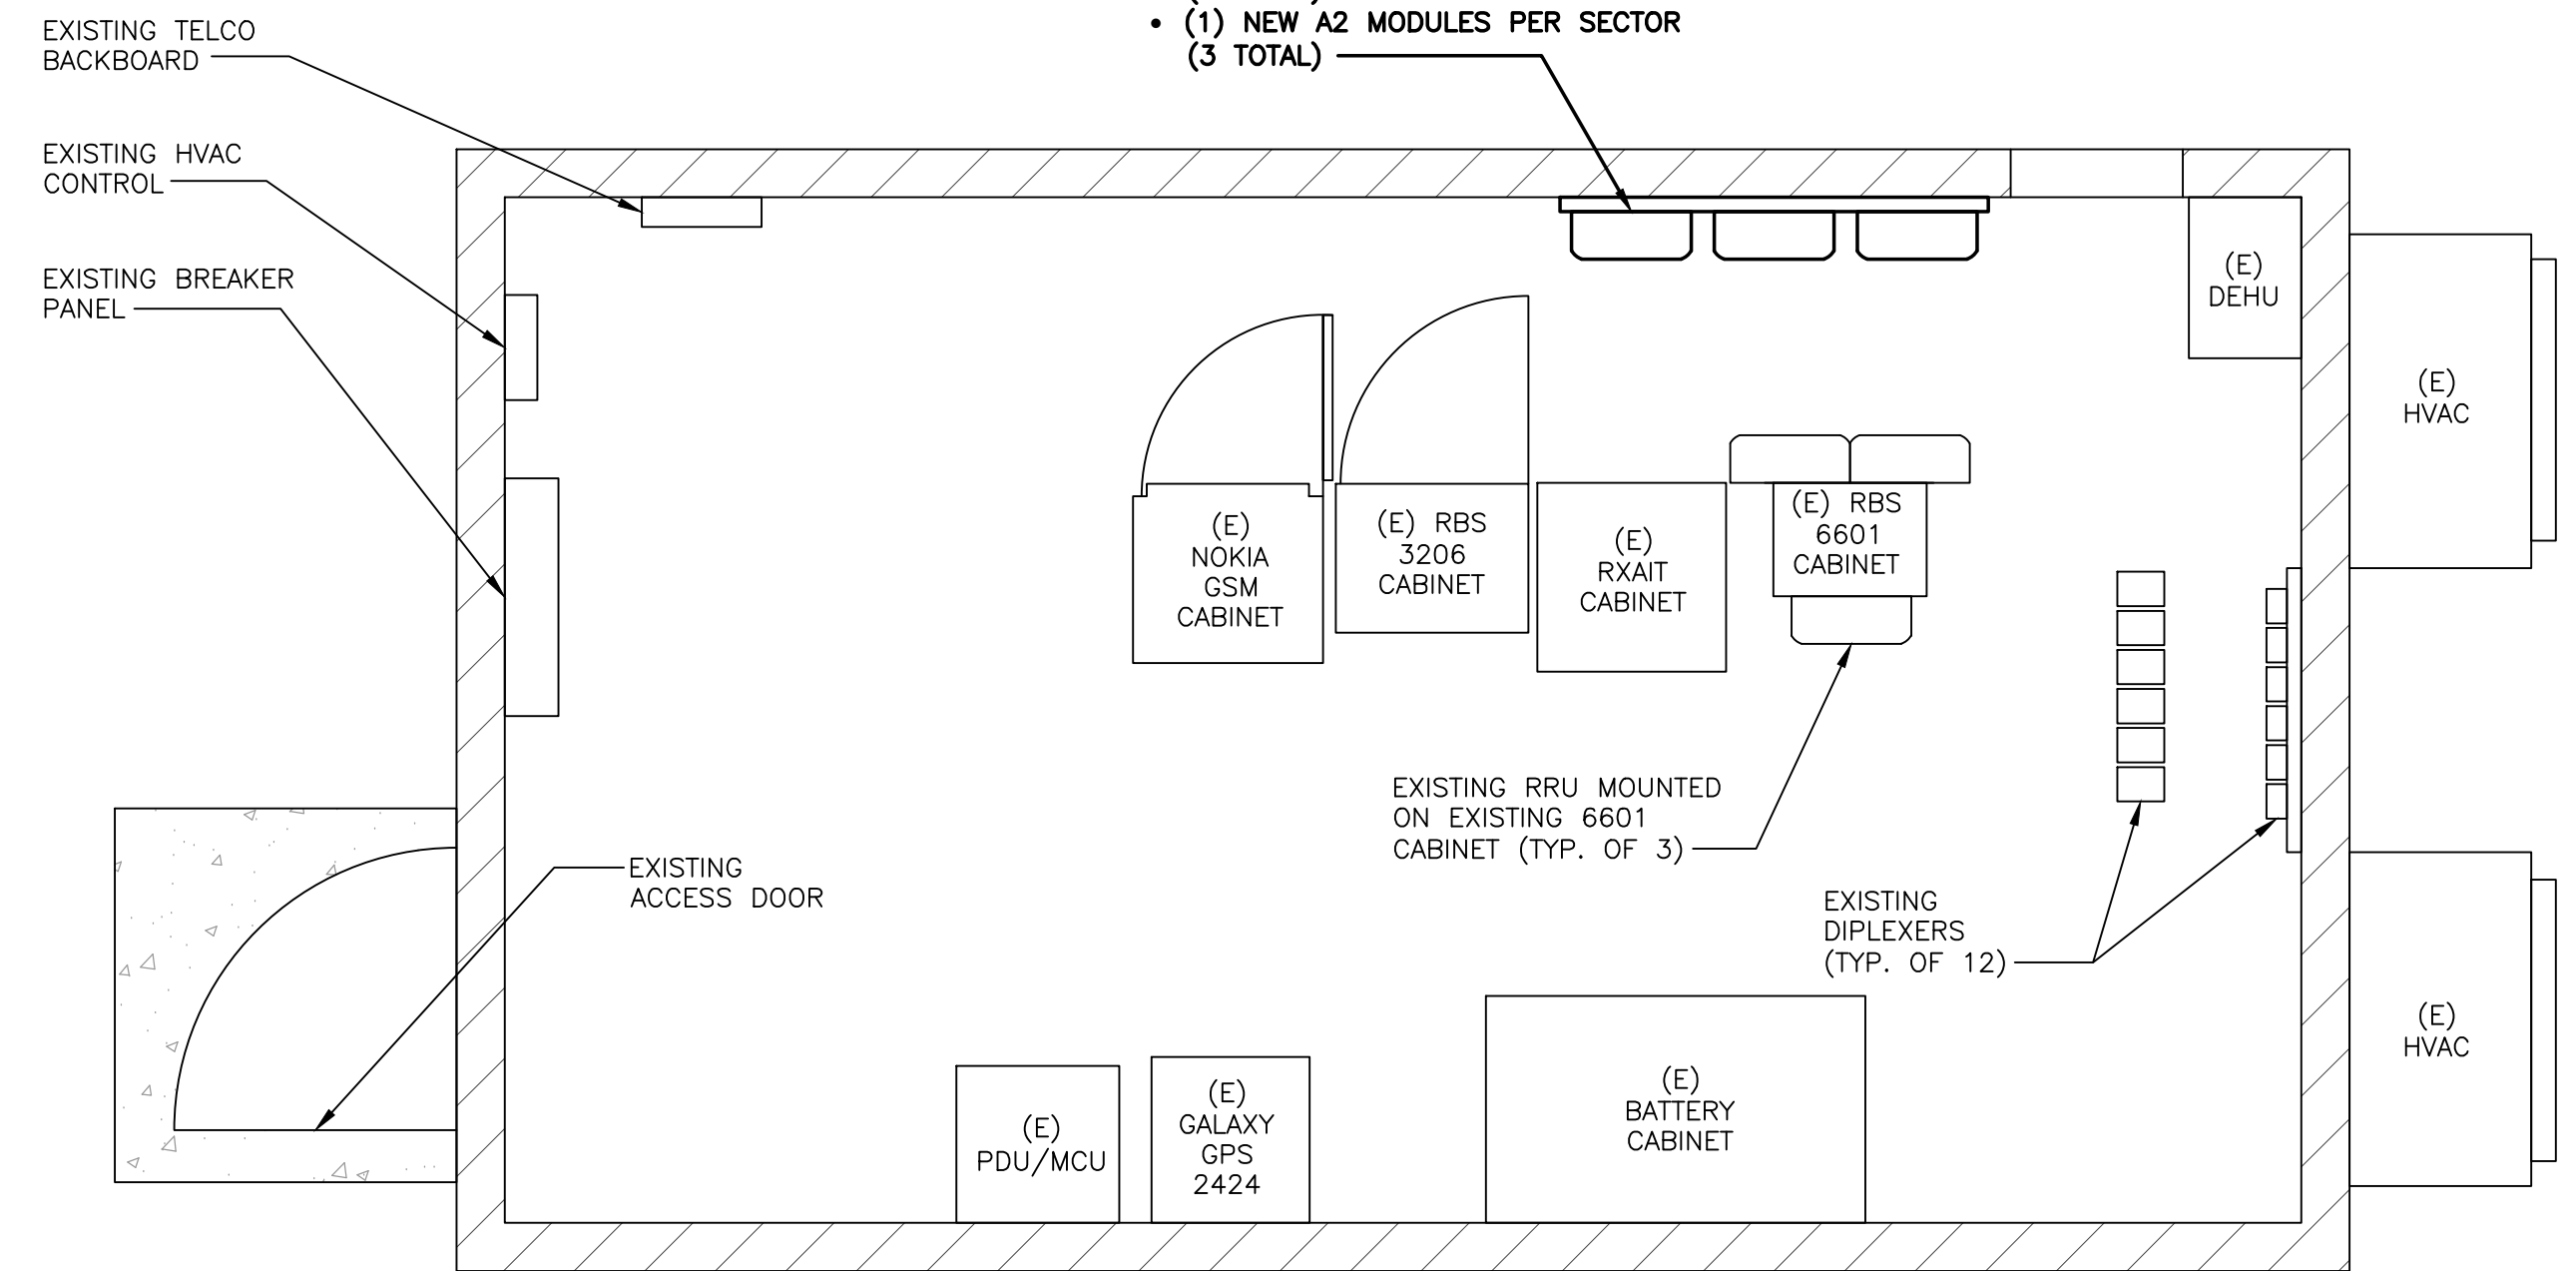 EXISTING TELCO
BACKBOARD
• (1) NEW A2 MODULES PER SECTOR
(3 TOTAL)
EXISTING HVAC
CONTROL
EXISTING BREAKER
PANEL
(E)
DEHU
(E)
HVAC
(E)
NOKIA
GSM
CABINET
(E) RBS
3206
CABINET
(E)
RXAIT
CABINET
(E) RBS
6601
CABINET
EXISTING RRU MOUNTED
ON EXISTING 6601
CABINET (TYP. OF 3)
EXISTING
ACCESS DOOR
EXISTING
DIPLEXERS
(TYP. OF 12)
(E)
PDU/MCU
(E)
GALAXY
GPS
2424
(E)
BATTERY
CABINET
(E)
HVAC